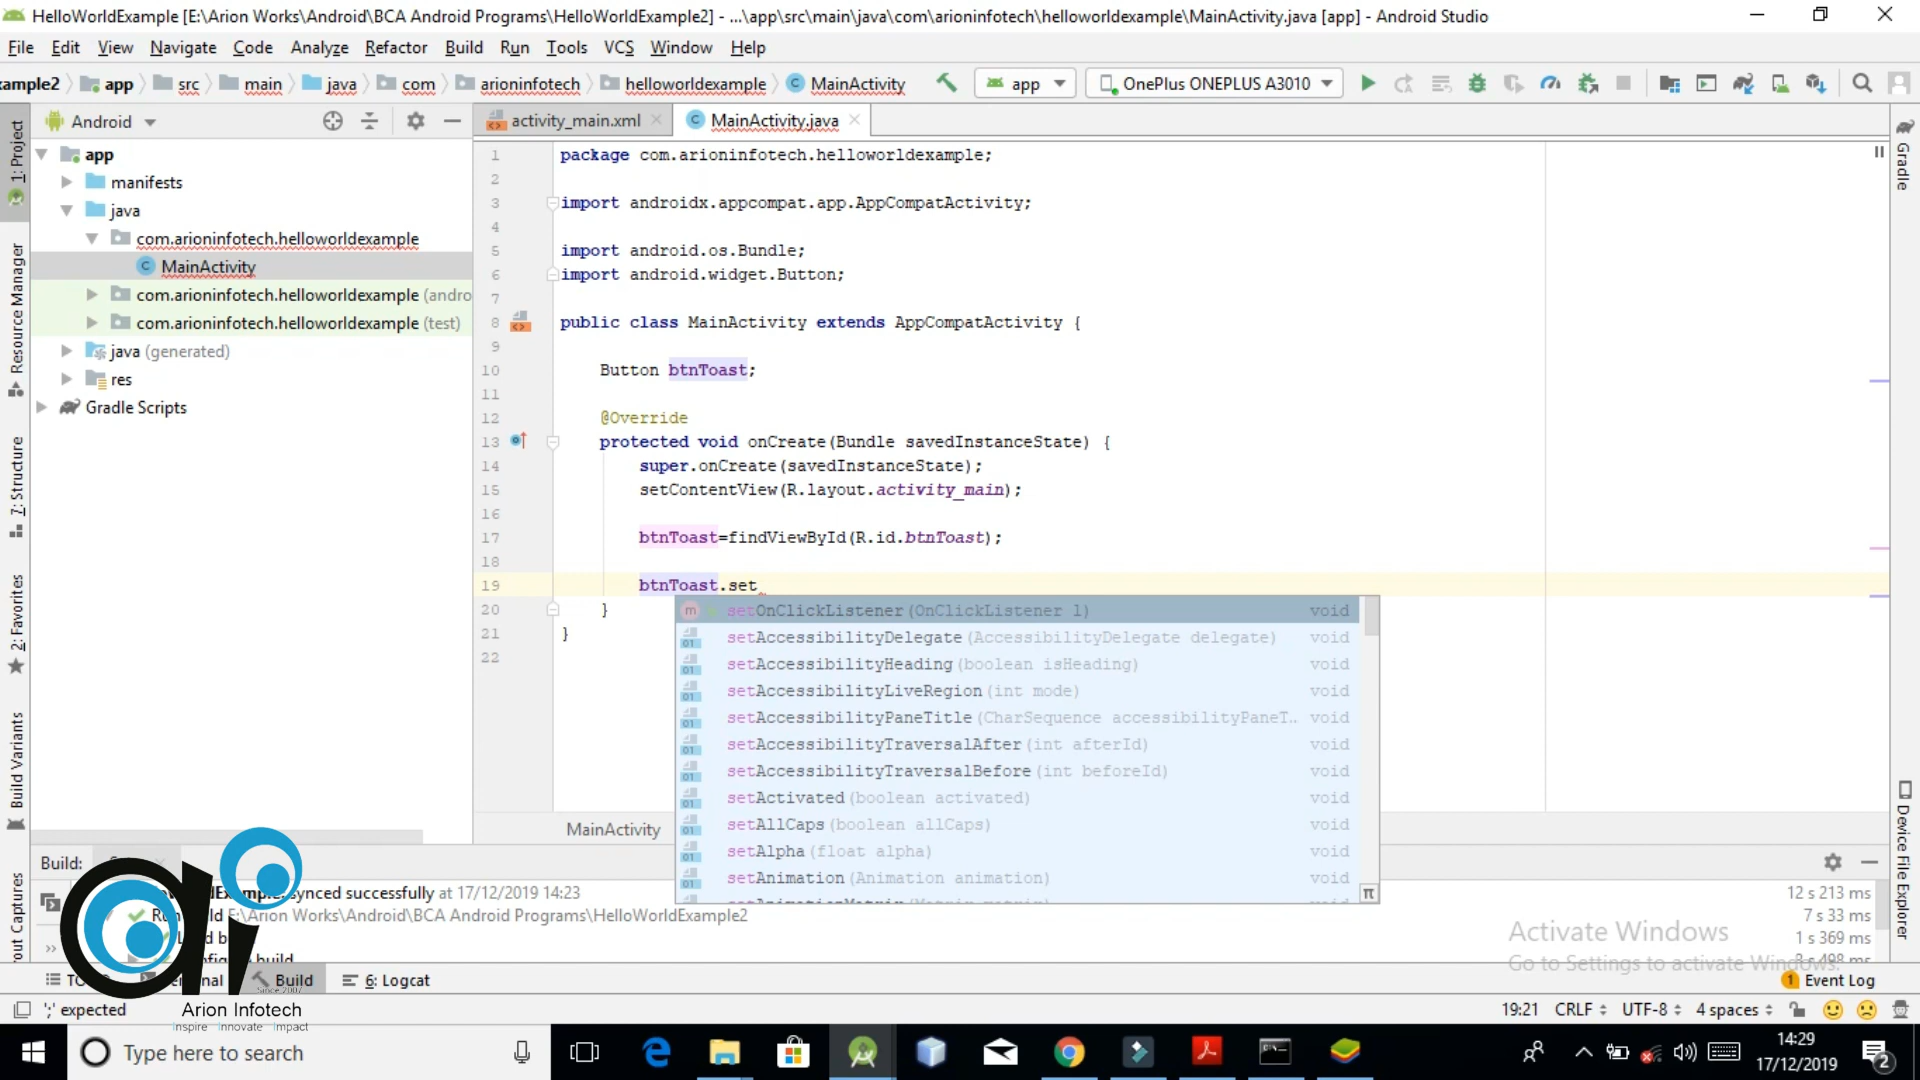 HelloWorldExample [E:\Arion Works\Android\BCA Android Programs\HelloWorldExample2] - ...\app\src\main\java\com\arioninfotech\helloworldexample\MainActivity.java [app] - Android Studio
File Edit View Navigate Code Analyze Refactor Build Run Tools VCS Window Help
xample2 app src main java com arioninfotech helloworldexample MainActivity app OnePlus ONEPLUS A3010
Android
activity_main.xml MainActivity.java
1: Project
Resource Manager
7: Structure
2: Favorites
Build Variants
out Captures
app
manifests
java
com.arioninfotech.helloworldexample
MainActivity
com.arioninfotech.helloworldexample (andro
com.arioninfotech.helloworldexample (test)
java (generated)
res
Gradle Scripts
1 package com.arioninfotech.helloworldexample;
2
3 import androidx.appcompat.app.AppCompatActivity;
4
5 import android.os.Bundle;
6 import android.widget.Button;
7
8 public class MainActivity extends AppCompatActivity {
9
10 Button btnToast;
11
12 @Override
13 protected void onCreate(Bundle savedInstanceState) {
14 super.onCreate(savedInstanceState);
15 setContentView(R.layout.activity_main);
16
17 btnToast=findViewById(R.id.btnToast);
18
19 btnToast.set
20 }
21 }
22
setOnClickListener(OnClickListener l) void
setAccessibilityDelegate(AccessibilityDelegate delegate) void
setAccessibilityHeading(boolean isHeading) void
setAccessibilityLiveRegion(int mode) void
setAccessibilityPaneTitle(CharSequence accessibilityPaneT... void
setAccessibilityTraversalAfter(int afterId) void
setAccessibilityTraversalBefore(int beforeId) void
setActivated(boolean activated) void
setAllCaps(boolean allCaps) void
setAlpha(float alpha) void
setAnimation(Animation animation) void
π
MainActivity
Gradle
Device File Explorer
Build:
synced successfully at 17/12/2019 14:23 12 s 213 ms
E:\Arion Works\Android\BCA Android Programs\HelloWorldExample2 7 s 33 ms
1 s 369 ms
build
Activate Windows
Go to Settings to activate Windows.
Build 6: Logcat 1 Event Log
';' expected 19:21 CRLF UTF-8 4 spaces
ai
Since 2007
Arion Infotech
Inspire Innovate Impact
Type here to search
14:29
17/12/2019
2